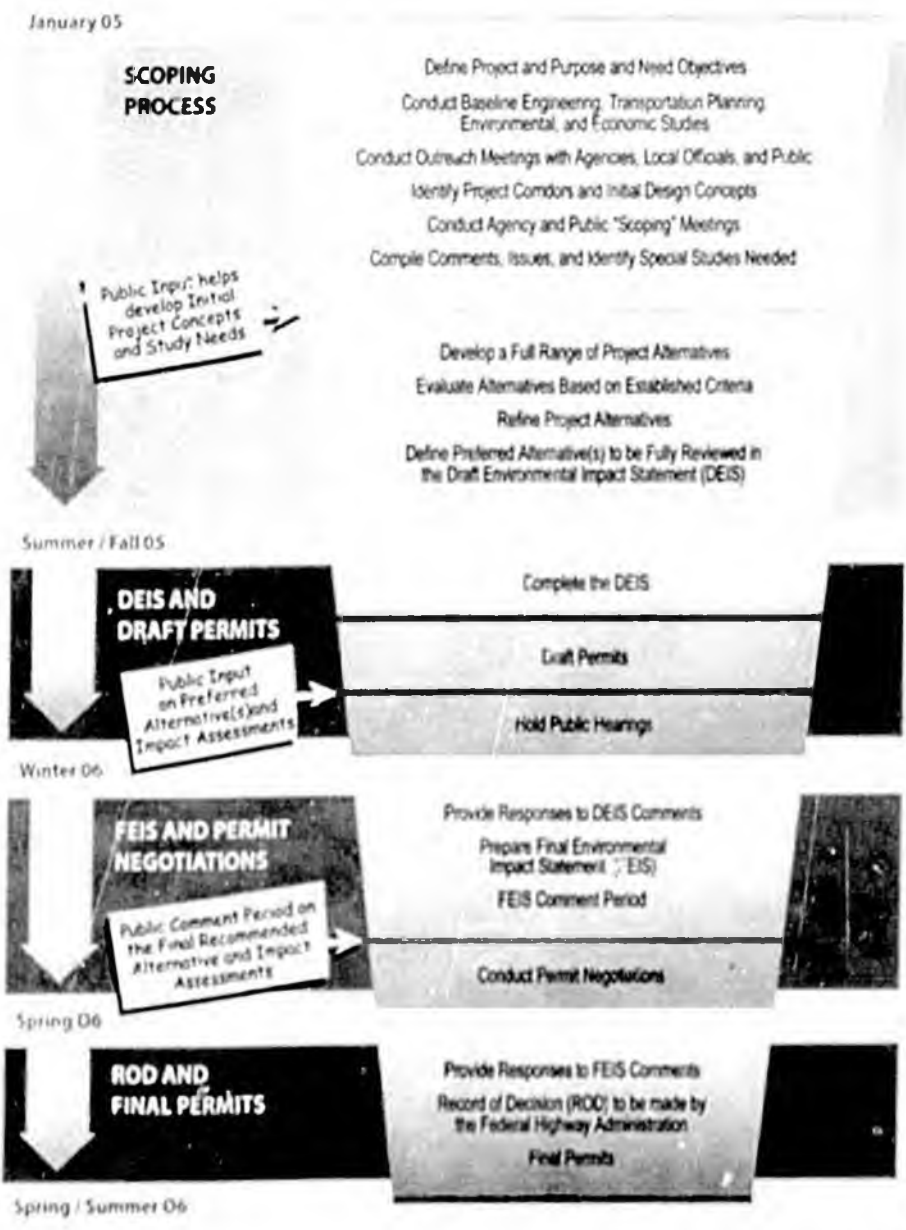 January 05
SCOPING
PROCESS
Define Project and Purpose and Need Objectives
Conduct Baseline Engineering, Transportation Planning
Environmental, and Economic Studies
Conduct Outreach Meetings with Agencies, Local Officials, and Public
Identify Project Corridors and Initial Design Concepts
Conduct Agency and Public "Scoping" Meetings
Compile Comments, Issues, and Identify Special Studies Needed
Public Input helps
develop Initial
Project Concepts
and Study Needs
Develop a Full Range of Project Alternatives
Evaluate Alternatives Based on Established Criteria
Refine Project Alternatives
Define Preferred Alternative(s) to be Fully Reviewed in
the Draft Environmental Impact Statement (DEIS)
Summer / Fall 05
DEIS AND
DRAFT PERMITS
Complete the DEIS
Draft Permits
Hold Public Hearings
Public Input
on Preferred
Alternative(s)and
Impact Assessments
Winter 06
FEIS AND PERMIT
NEGOTIATIONS
Provide Responses to DEIS Comments
Prepare Final Environmental
Impact Statement (FEIS)
FEIS Comment Period
Conduct Permit Negotiations
Public Comment Period on
the Final Recommended
Alternative and Impact
Assessments
Spring 06
ROD AND
FINAL PERMITS
Provide Responses to FEIS Comments
Record of Decision (ROD) to be made by
the Federal Highway Administration
Final Permits
Spring / Summer 06